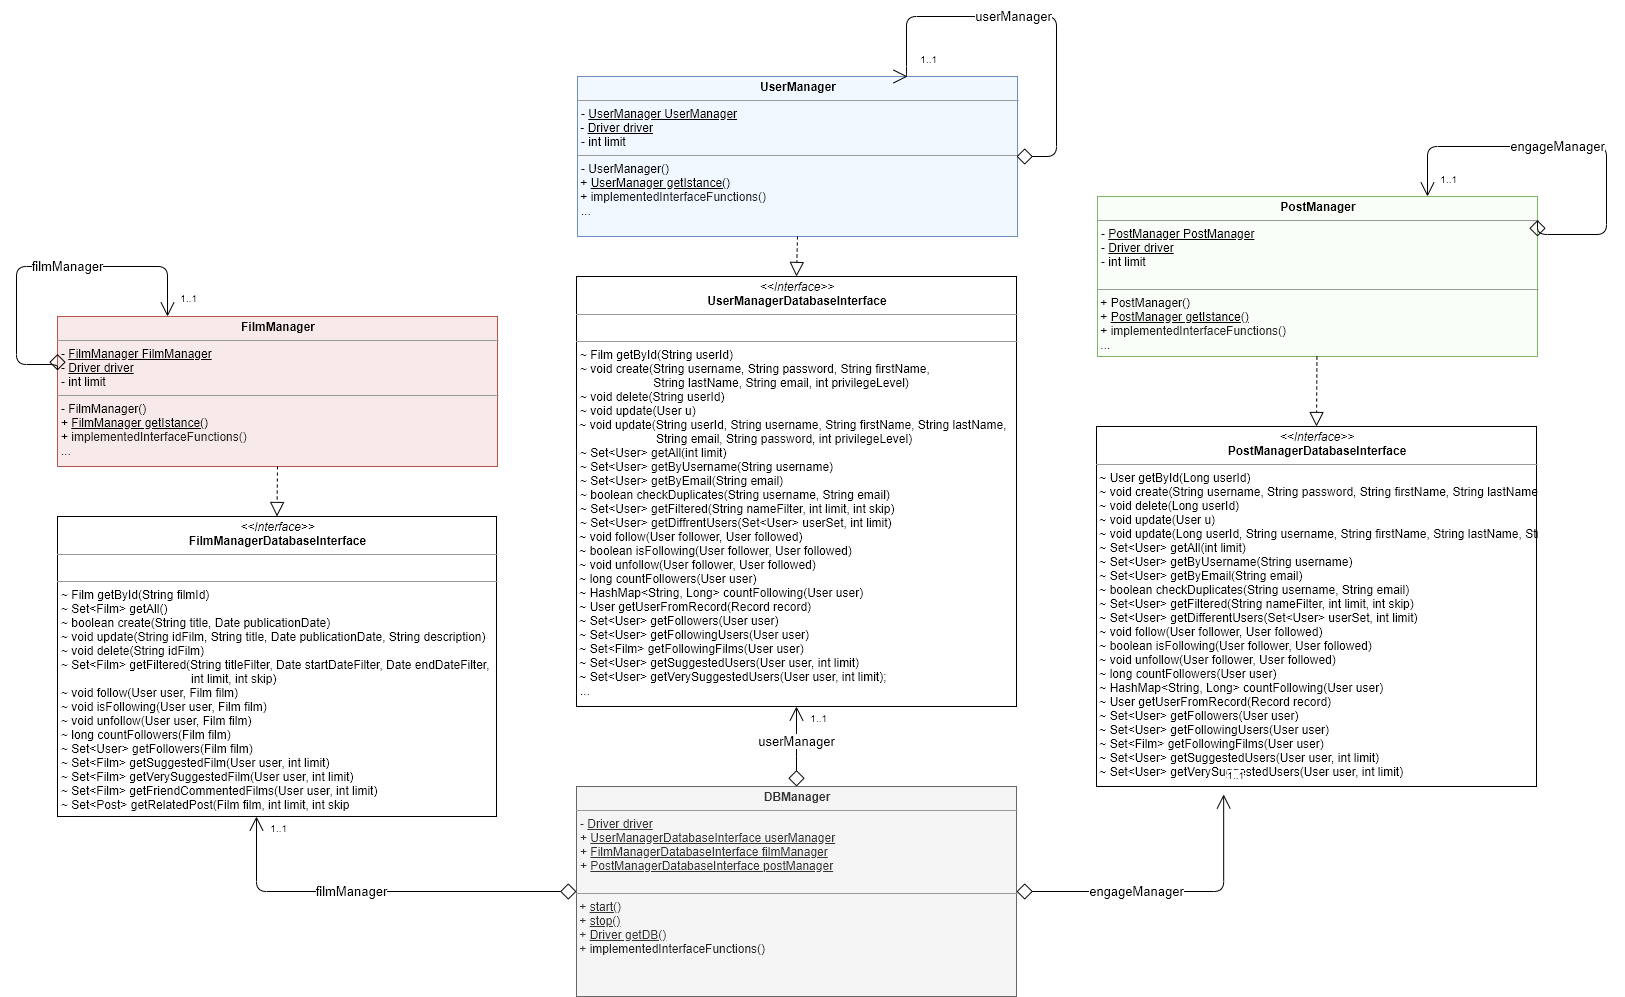 userManager
1..1
UserManager
- UserManager UserManager
- Driver driver
- int limit
- UserManager()
+ UserManager getIstance()
+ implementedInterfaceFunctions()
...
engageManager
1..1
PostManager
- PostManager PostManager
- Driver driver
- int limit
+ PostManager()
+ PostManager getIstance()
+ implementedInterfaceFunctions()
...
filmManager
1..1
FilmManager
- FilmManager FilmManager
- Driver driver
- int limit
- FilmManager()
+ FilmManager getIstance()
+ implementedInterfaceFunctions()
...
<<Interface>>
UserManagerDatabaseInterface
~ Film getById(String userId)
~ void create(String username, String password, String firstName,
String lastName, String email, int privilegeLevel)
~ void delete(String userId)
~ void update(User u)
~ void update(String userId, String username, String firstName, String lastName,
String email, String password, int privilegeLevel)
~ Set<User> getAll(int limit)
~ Set<User> getByUsername(String username)
~ Set<User> getByEmail(String email)
~ boolean checkDuplicates(String username, String email)
~ Set<User> getFiltered(String nameFilter, int limit, int skip)
~ Set<User> getDiffrentUsers(Set<User> userSet, int limit)
~ void follow(User follower, User followed)
~ boolean isFollowing(User follower, User followed)
~ void unfollow(User follower, User followed)
~ long countFollowers(User user)
~ HashMap<String, Long> countFollowing(User user)
~ User getUserFromRecord(Record record)
~ Set<User> getFollowers(User user)
~ Set<User> getFollowingUsers(User user)
~ Set<Film> getFollowingFilms(User user)
~ Set<User> getSuggestedUsers(User user, int limit)
~ Set<User> getVerySuggestedUsers(User user, int limit);
...
<<Interface>>
PostManagerDatabaseInterface
~ User getById(Long userId)
~ void create(String username, String password, String firstName, String lastName
~ void delete(Long userId)
~ void update(User u)
~ void update(Long userId, String username, String firstName, String lastName, St
~ Set<User> getAll(int limit)
~ Set<User> getByUsername(String username)
~ Set<User> getByEmail(String email)
~ boolean checkDuplicates(String username, String email)
~ Set<User> getFiltered(String nameFilter, int limit, int skip)
~ Set<User> getDifferentUsers(Set<User> userSet, int limit)
~ void follow(User follower, User followed)
~ boolean isFollowing(User follower, User followed)
~ void unfollow(User follower, User followed)
~ long countFollowers(User user)
~ HashMap<String, Long> countFollowing(User user)
~ User getUserFromRecord(Record record)
~ Set<User> getFollowers(User user)
~ Set<User> getFollowingUsers(User user)
~ Set<Film> getFollowingFilms(User user)
~ Set<User> getSuggestedUsers(User user, int limit)
~ Set<User> getVerySuggestedUsers(User user, int limit)
1..1
<<Interface>>
FilmManagerDatabaseInterface
~ Film getById(String filmId)
~ Set<Film> getAll()
~ boolean create(String title, Date publicationDate)
~ void update(String idFilm, String title, Date publicationDate, String description)
~ void delete(String idFilm)
~ Set<Film> getFiltered(String titleFilter, Date startDateFilter, Date endDateFilter,
int limit, int skip)
~ void follow(User user, Film film)
~ void isFollowing(User user, Film film)
~ void unfollow(User user, Film film)
~ long countFollowers(Film film)
~ Set<User> getFollowers(Film film)
~ Set<Film> getSuggestedFilm(User user, int limit)
~ Set<Film> getVerySuggestedFilm(User user, int limit)
~ Set<Film> getFriendCommentedFilms(User user, int limit)
~ Set<Post> getRelatedPost(Film film, int limit, int skip
1..1
1..1
userManager
DBManager
- Driver driver
+ UserManagerDatabaseInterface userManager
+ FilmManagerDatabaseInterface filmManager
+ PostManagerDatabaseInterface postManager
+ start()
+ stop()
+ Driver getDB()
+ implementedInterfaceFunctions()
filmManager
engageManager